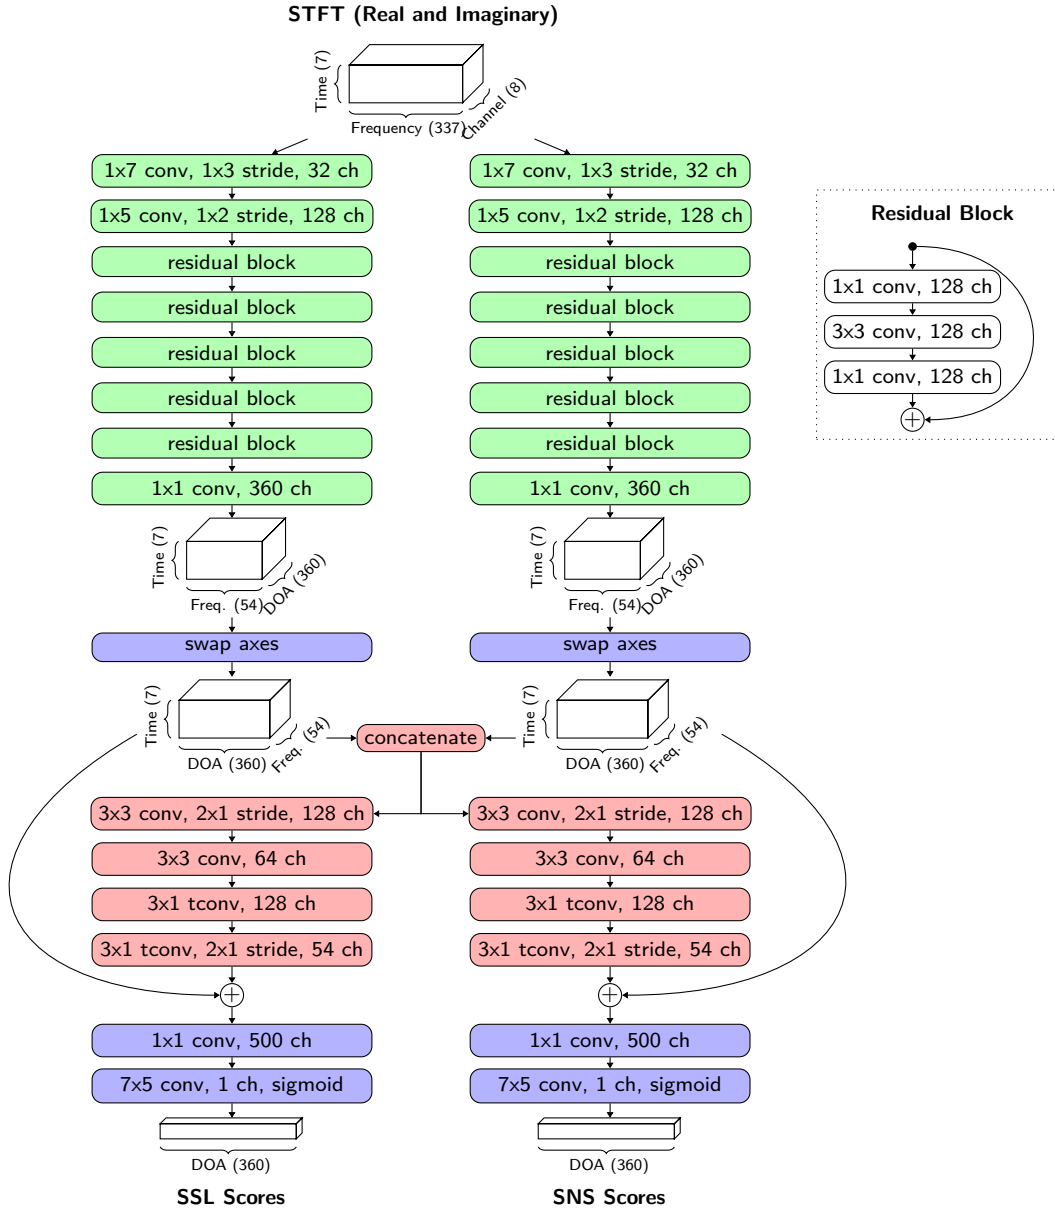 STFT (Real and Imaginary)
Time (7)
Frequency (337)
Channel (8)
1x7 conv, 1x3 stride, 32 ch
1x5 conv, 1x2 stride, 128 ch
residual block
residual block
residual block
residual block
residual block
1x1 conv, 360 ch
Time (7)
Freq. (54)
DOA (360)
swap axes
Time (7)
DOA (360)
Freq. (54)
1x7 conv, 1x3 stride, 32 ch
1x5 conv, 1x2 stride, 128 ch
residual block
residual block
residual block
residual block
residual block
1x1 conv, 360 ch
Time (7)
Freq. (54)
DOA (360)
swap axes
Time (7)
DOA (360)
Freq. (54)
concatenate
3x3 conv, 2x1 stride, 128 ch
3x3 conv, 64 ch
3x1 tconv, 128 ch
3x1 tconv, 2x1 stride, 54 ch
+
1x1 conv, 500 ch
7x5 conv, 1 ch, sigmoid
DOA (360)
SSL Scores
3x3 conv, 2x1 stride, 128 ch
3x3 conv, 64 ch
3x1 tconv, 128 ch
3x1 tconv, 2x1 stride, 54 ch
+
1x1 conv, 500 ch
7x5 conv, 1 ch, sigmoid
DOA (360)
SNS Scores
Residual Block
1x1 conv, 128 ch
3x3 conv, 128 ch
1x1 conv, 128 ch
+